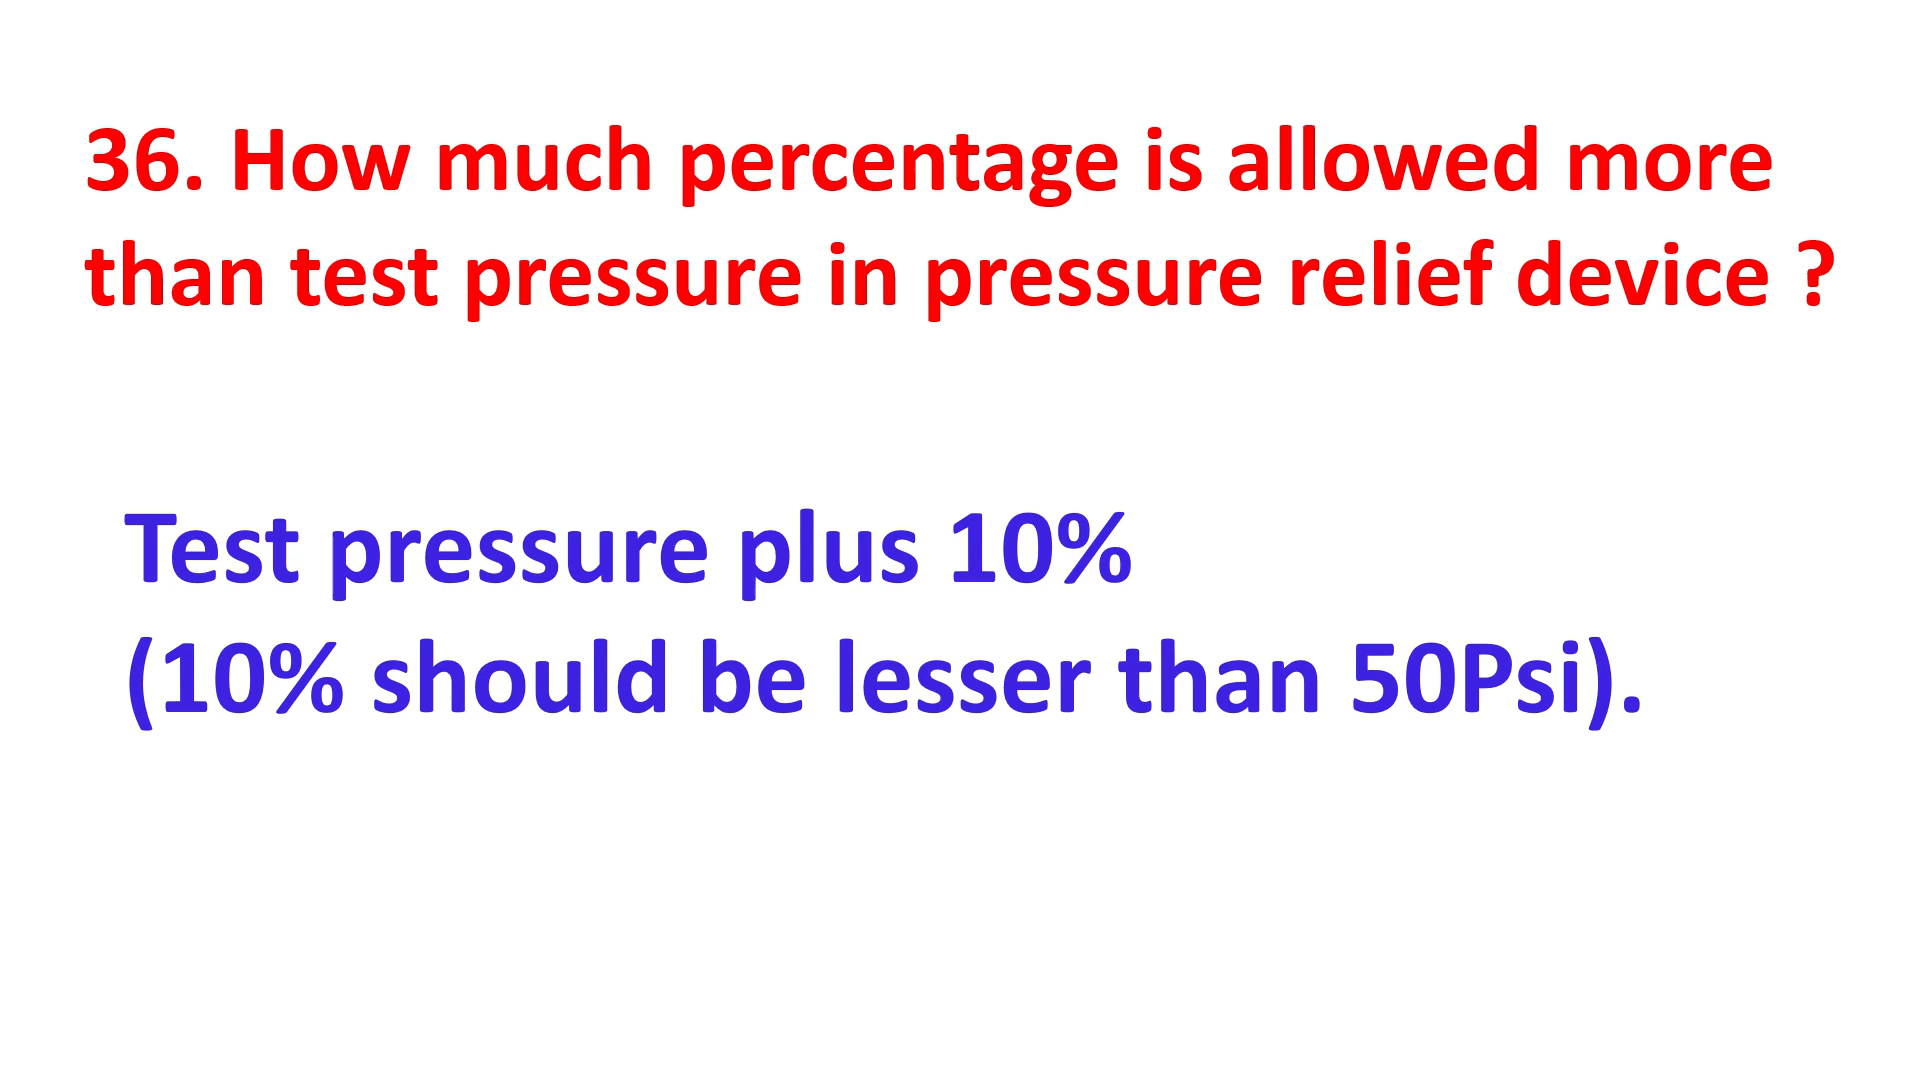 36. How much percentage is allowed more
than test pressure in pressure relief device ?
Test pressure plus 10%
(10% should be lesser than 50Psi).